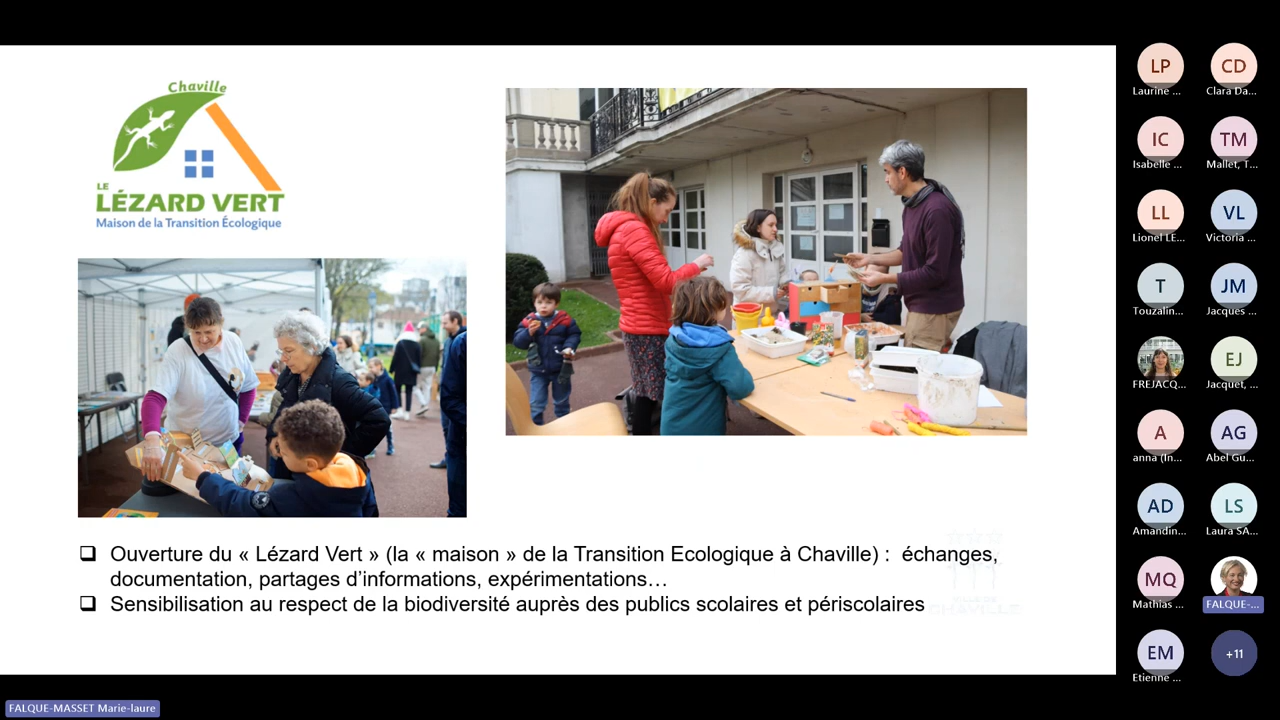 Chaville
LE
LÉZARD VERT
Maison de la Transition Écologique
❑ Ouverture du « Lézard Vert » (la « maison » de la Transition Ecologique à Chaville) : échanges,
documentation, partages d’informations, expérimentations…
❑ Sensibilisation au respect de la biodiversité auprès des publics scolaires et périscolaires
CHAVILLE
LP
Laurine ...
CD
Clara Da...
IC
Isabelle ...
TM
Mallet, T...
LL
Lionel LE...
VL
Victoria ...
T
Touzalin...
JM
Jacques ...
FREJACQ...
EJ
Jacquet, ...
A
anna (In...
AG
Abel Gu...
AD
Amandin...
LS
Laura SA...
MQ
Mathias ...
FALQUE-...
EM
Etienne ...
+11
FALQUE-MASSET Marie-laure